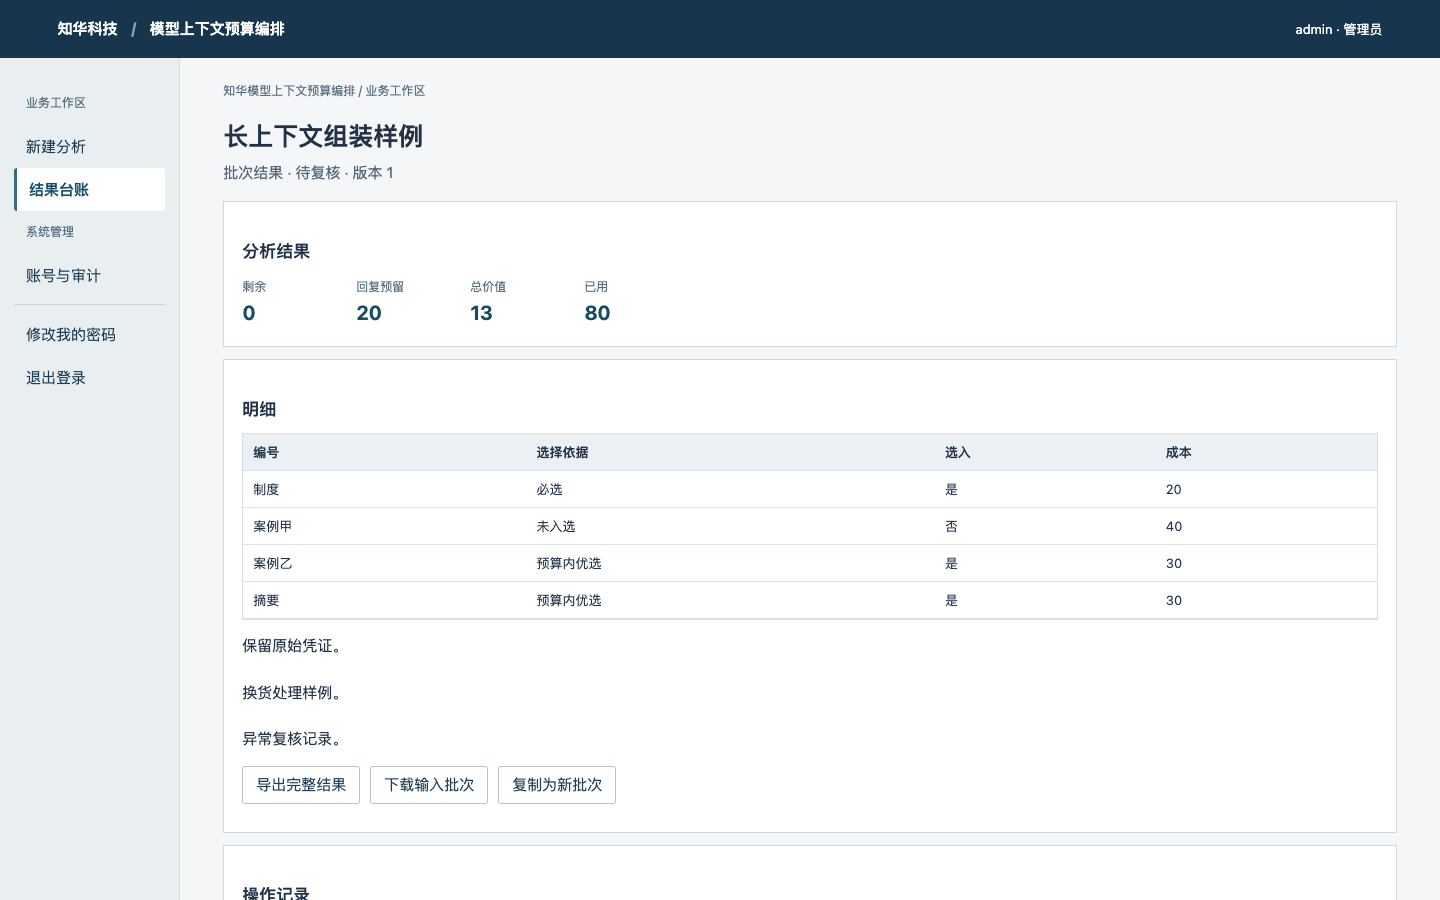 知华科技 / 模型上下文预算编排
admin · 管理员
业务工作区
新建分析
结果台账
系统管理
账号与审计
修改我的密码
退出登录
知华模型上下文预算编排 / 业务工作区
长上下文组装样例
批次结果 · 待复核 · 版本 1
分析结果
剩余 回复预留 总价值 已用
0 20 13 80
明细
编号 选择依据 选入 成本
制度 必选 是 20
案例甲 未入选 否 40
案例乙 预算内优选 是 30
摘要 预算内优选 是 30
保留原始凭证。
换货处理样例。
异常复核记录。
导出完整结果 下载输入批次 复制为新批次
操作记录